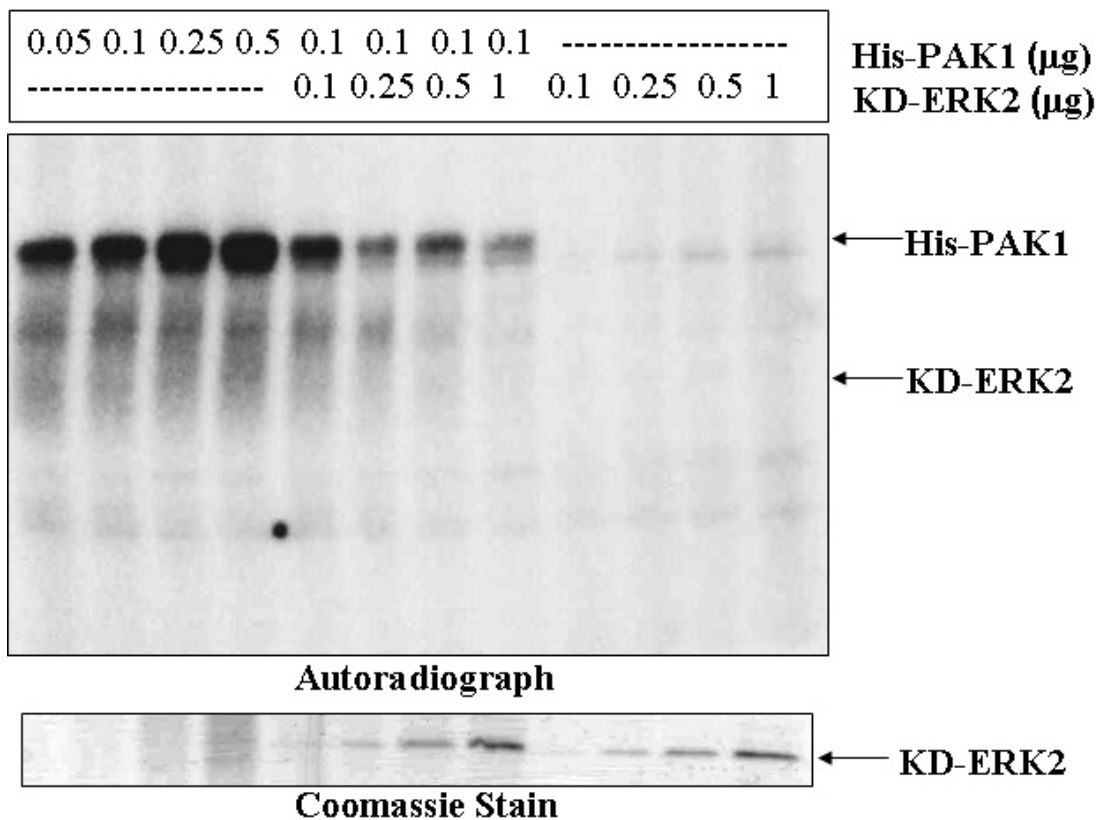 0.05 0.1 0.25 0.5 0.1 0.1 0.1 0.1 ----------------- His-PAK1 (µg)
------------------ 0.1 0.25 0.5 1 0.1 0.25 0.5 1 KD-ERK2 (µg)
His-PAK1
KD-ERK2
Autoradiograph
KD-ERK2
Coomassie Stain